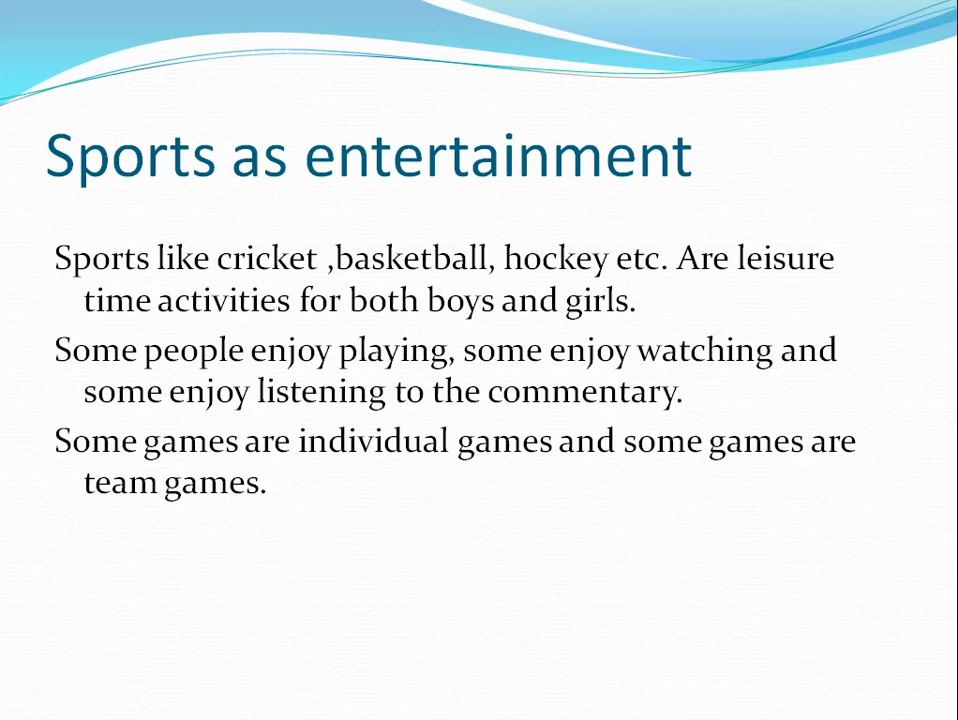 Sports as entertainment
Sports like cricket ,basketball, hockey etc. Are leisure
time activities for both boys and girls.
Some people enjoy playing, some enjoy watching and
some enjoy listening to the commentary.
Some games are individual games and some games are
team games.